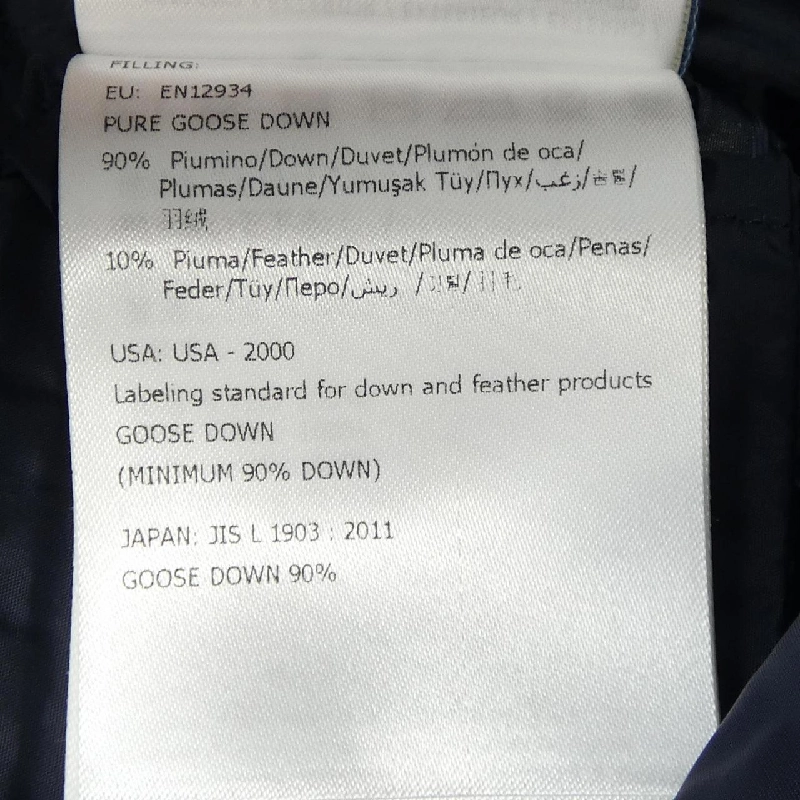 FILLING:
EU: EN12934
PURE GOOSE DOWN
90% Piumino/Down/Duvet/Plumón de oca/
Plumas/Daune/Yumuşak Tüy/Пух/زغب/
羽绒
10% Piuma/Feather/Duvet/Pluma de oca/Penas/
Feder/Tüy/Перо/ريش /
USA: USA - 2000
Labeling standard for down and feather products
GOOSE DOWN
(MINIMUM 90% DOWN)
JAPAN: JIS L 1903 : 2011
GOOSE DOWN 90%